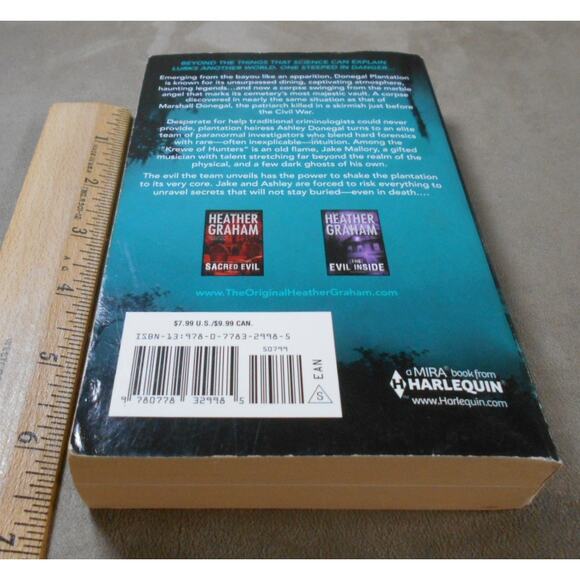 BEYOND THE THINGS THAT SCIENCE CAN EXPLAIN
LURKS ANOTHER WORLD. ONE STEEPED IN DANGER...
Emerging from the bayou like an apparition, Donegal Plantation
is known for its unsurpassed dining, captivating atmosphere,
haunting legends...and now a corpse swinging from the marble
angel that marks its cemetery's most majestic vault. A corpse
discovered in nearly the same situation as that of
Marshall Donegal, the patriarch killed in a skirmish just before
the Civil War.
Desperate for help traditional criminologists could never
provide, plantation heiress Ashley Donegal turns to an elite
team of paranormal investigators who blend hard forensics
with rare—often inexplicable—intuition. Among the
"Krewe of Hunters" is an old flame, Jake Mallory, a gifted
musician with talent stretching far beyond the realm of the
physical, and a few dark ghosts of his own.
The evil the team unveils has the power to shake the plantation
to its very core. Jake and Ashley are forced to risk everything to
unravel secrets that will not stay buried—even in death....
HEATHER
GRAHAM
SACRED EVIL
HEATHER
GRAHAM
THE
EVIL INSIDE
www.TheOriginalHeatherGraham.com
$7.99 U.S./$9.99 CAN.
ISBN-13:978-0-7783-2998-5
50799
9 780778 329985
EAN
S
a MIRA book from
H HARLEQUIN®
www.Harlequin.com
1
2
3
4
5
6
7